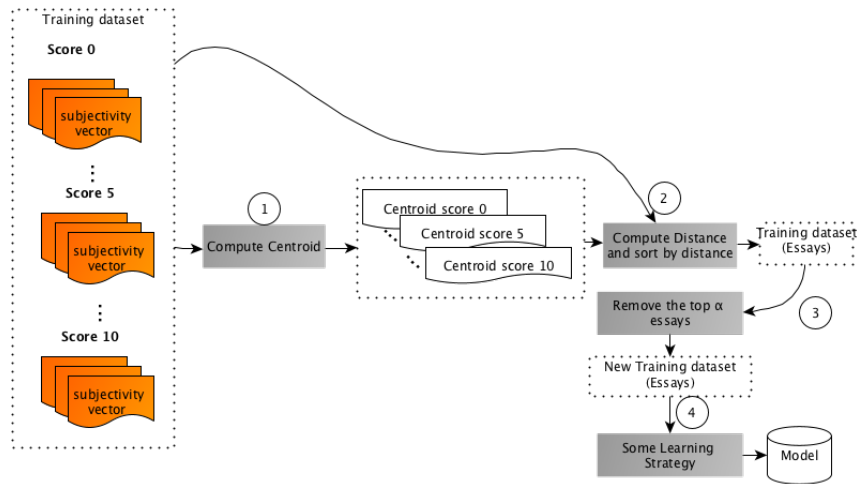 Training dataset
Score 0
subjectivity
vector
Score 5
subjectivity
vector
Score 10
subjectivity
vector
1
Compute Centroid
Centroid score 0
Centroid score 5
Centroid score 10
2
Compute Distance
and sort by distance
Training dataset
(Essays)
3
Remove the top α
essays
New Training dataset
(Essays)
4
Some Learning
Strategy
Model